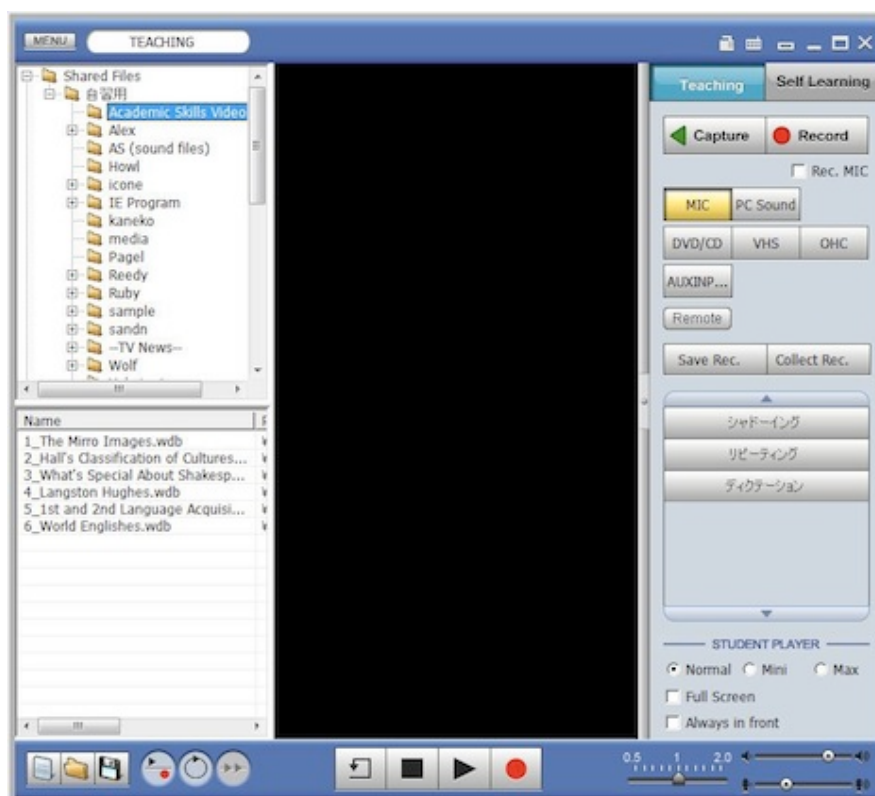 MENU
TEACHING
Shared Files
自習用
Academic Skills Video
Alex
AS (sound files)
Howl
icone
IE Program
kaneko
media
Pagel
Reedy
Ruby
sample
sandn
--TV News--
Wolf
Name
1_The Mirro Images.wdb
2_Hall's Classification of Cultures...
3_What's Special About Shakesp...
4_Langston Hughes.wdb
5_1st and 2nd Language Acquisi...
6_World Englishes.wdb
Teaching
Self Learning
Capture
Record
Rec. MIC
MIC
PC Sound
DVD/CD
VHS
OHC
AUXINP...
Remote
Save Rec.
Collect Rec.
シャドーイング
リピーティング
ディクテーション
STUDENT PLAYER
Normal
Mini
Max
Full Screen
Always in front
0.5 1 2.0